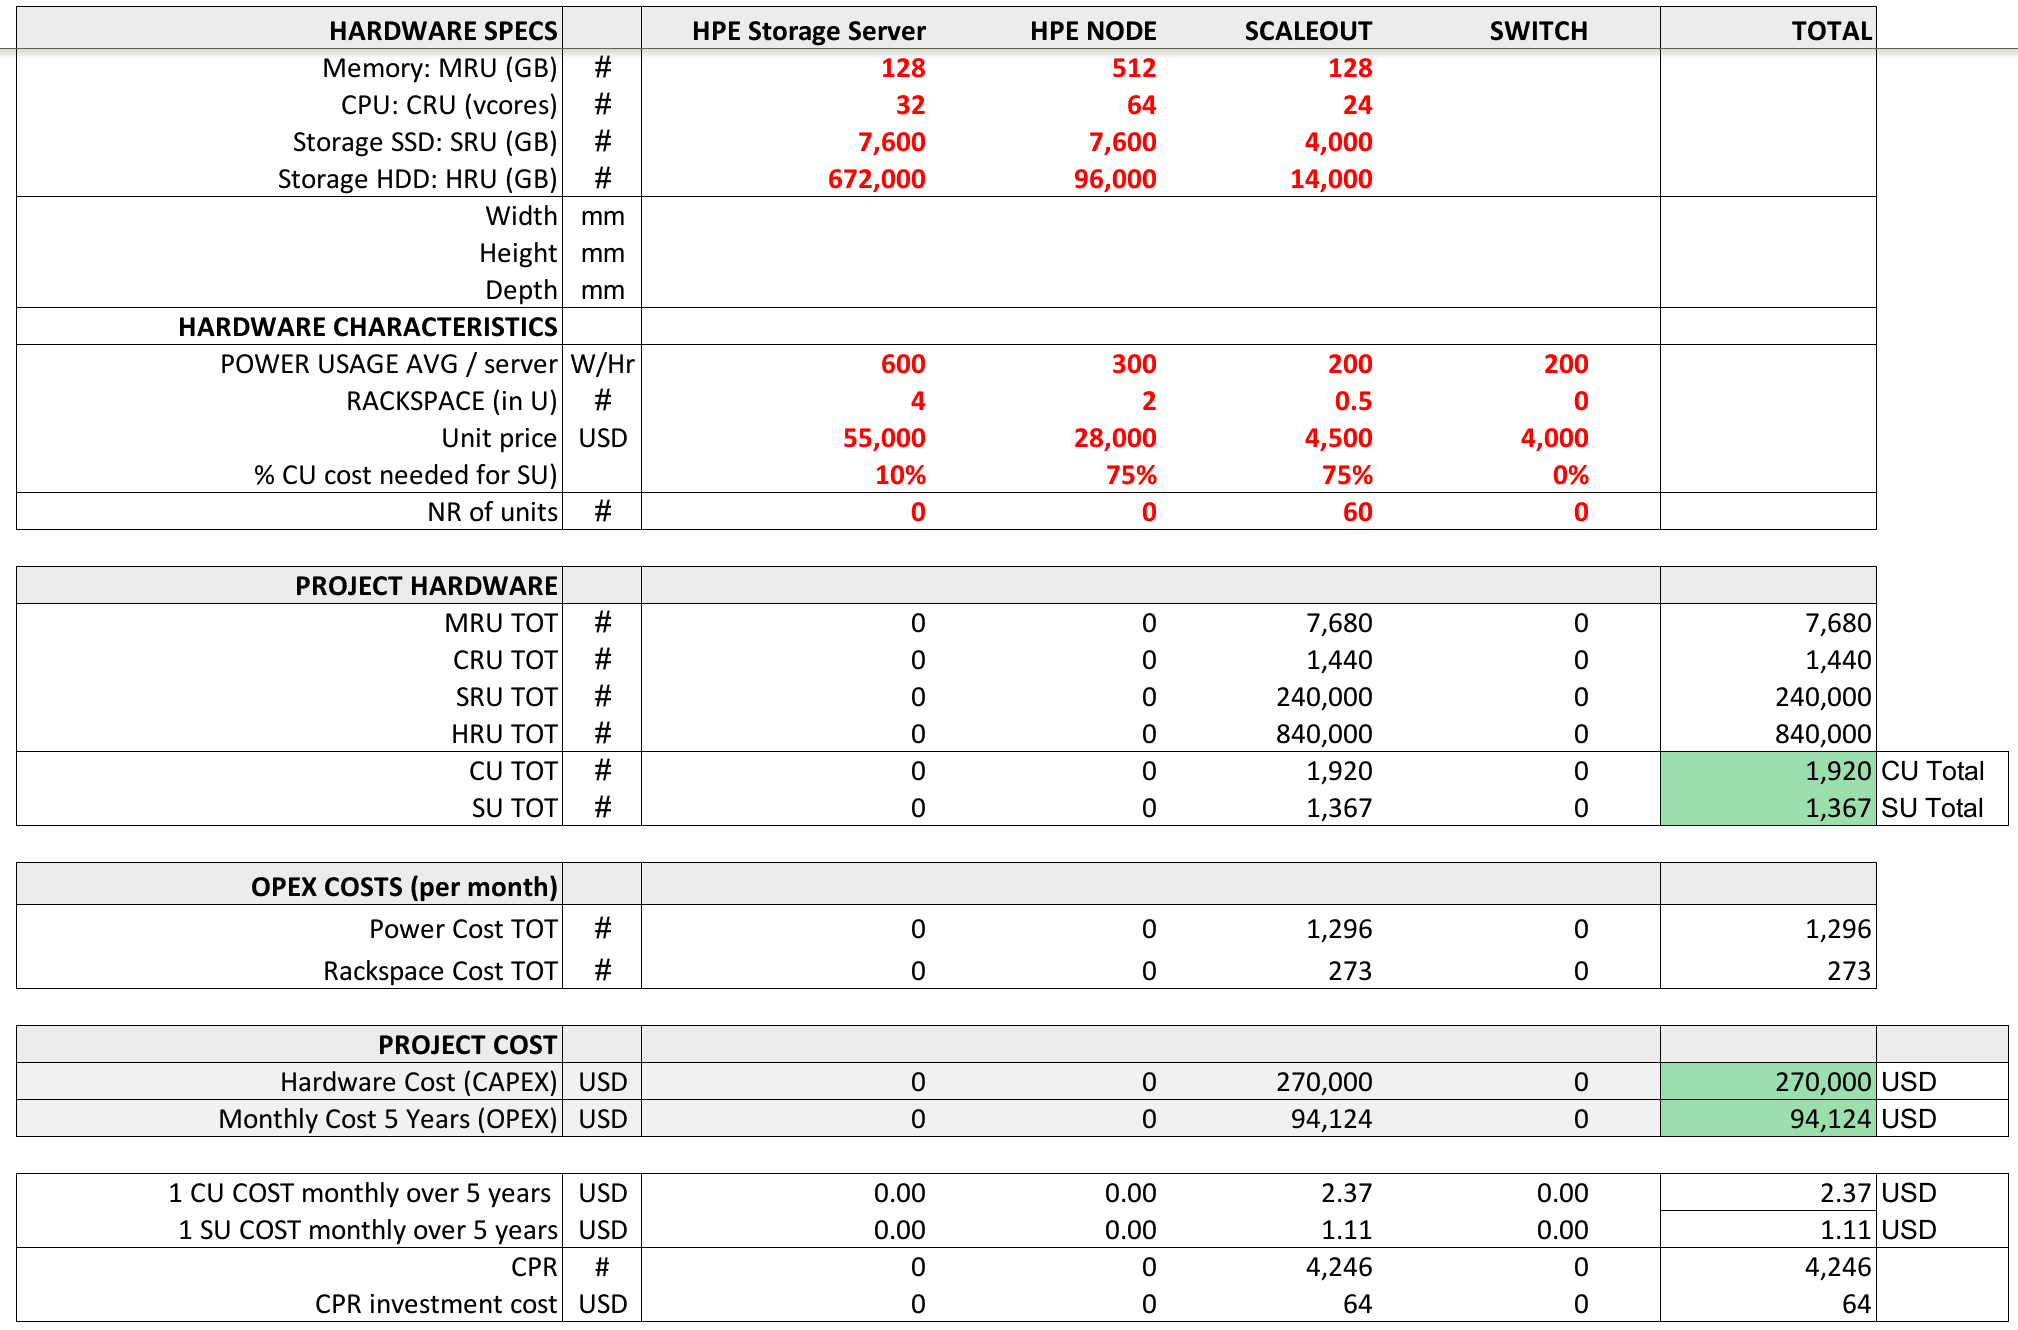 HARDWARE SPECS HPE Storage Server HPE NODE SCALEOUT SWITCH TOTAL
Memory: MRU (GB) # 128 512 128
CPU: CRU (vcores) # 32 64 24
Storage SSD: SRU (GB) # 7,600 7,600 4,000
Storage HDD: HRU (GB) # 672,000 96,000 14,000
Width mm
Height mm
Depth mm
HARDWARE CHARACTERISTICS
POWER USAGE AVG / server W/Hr 600 300 200 200
RACKSPACE (in U) # 4 2 0.5 0
Unit price USD 55,000 28,000 4,500 4,000
% CU cost needed for SU) 10% 75% 75% 0%
NR of units # 0 0 60 0
PROJECT HARDWARE
MRU TOT # 0 0 7,680 0 7,680
CRU TOT # 0 0 1,440 0 1,440
SRU TOT # 0 0 240,000 0 240,000
HRU TOT # 0 0 840,000 0 840,000
CU TOT # 0 0 1,920 0 1,920 CU Total
SU TOT # 0 0 1,367 0 1,367 SU Total
OPEX COSTS (per month)
Power Cost TOT # 0 0 1,296 0 1,296
Rackspace Cost TOT # 0 0 273 0 273
PROJECT COST
Hardware Cost (CAPEX) USD 0 0 270,000 0 270,000 USD
Monthly Cost 5 Years (OPEX) USD 0 0 94,124 0 94,124 USD
1 CU COST monthly over 5 years USD 0.00 0.00 2.37 0.00 2.37 USD
1 SU COST monthly over 5 years USD 0.00 0.00 1.11 0.00 1.11 USD
CPR # 0 0 4,246 0 4,246
CPR investment cost USD 0 0 64 0 64